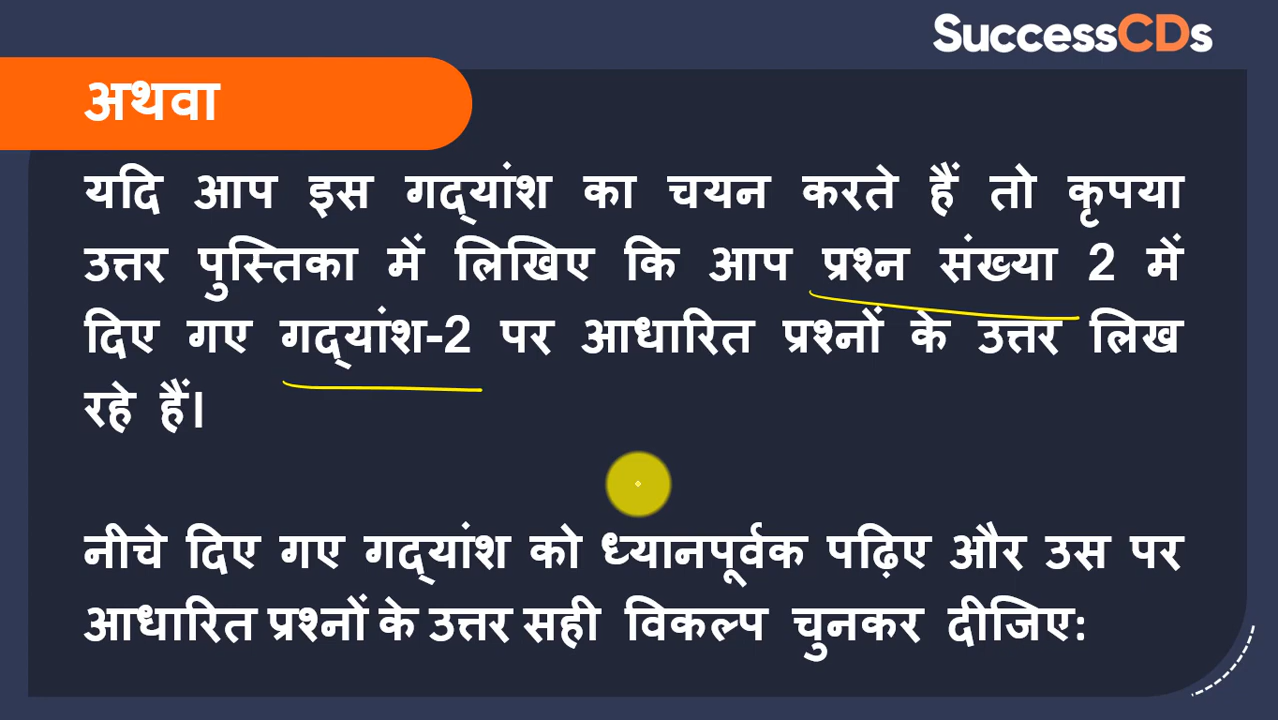 SuccessCDs
अथवा
यदि आप इस गद्‌यांश का चयन करते हैं तो कृपया
उत्तर पुस्तिका में लिखिए कि आप प्रश्न संख्या 2 में
दिए गए गद्‌यांश-2 पर आधारित प्रश्नों के उत्तर लिख
रहे हैं।
नीचे दिए गए गद्‌यांश को ध्यानपूर्वक पढ़िए और उस पर
आधारित प्रश्नों के उत्तर सही विकल्प चुनकर दीजिए: